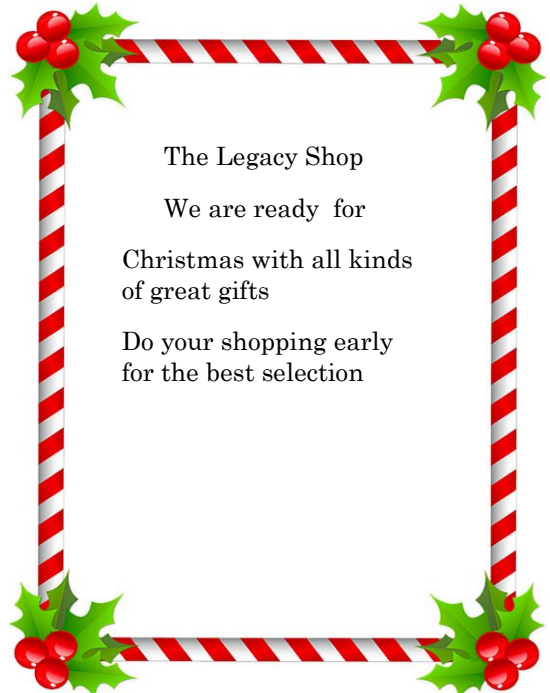 The Legacy Shop
We are ready for
Christmas with all kinds
of great gifts
Do your shopping early
for the best selection